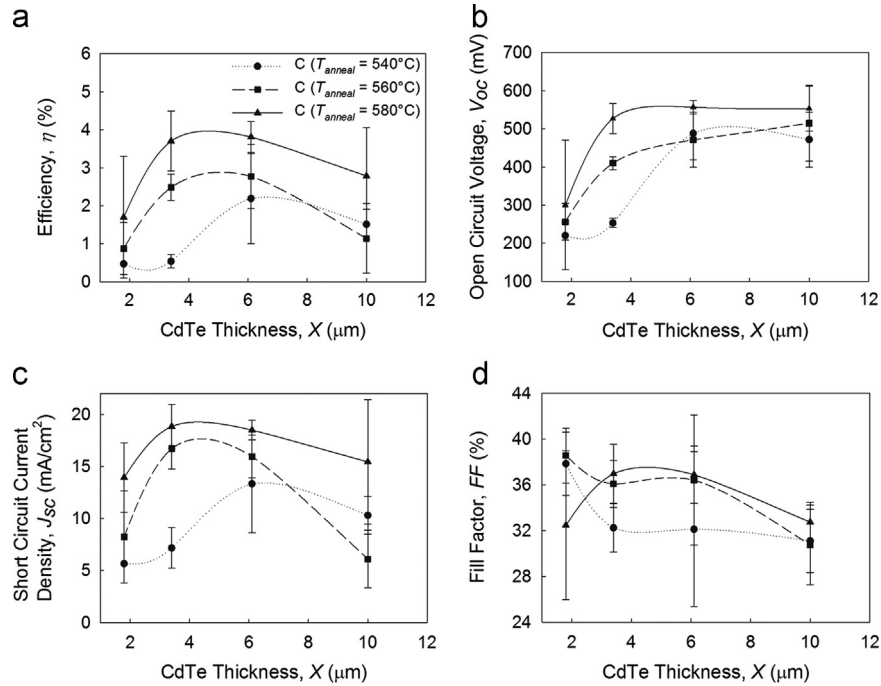 a
Efficiency, η (%)
6
5
4
3
2
1
0
2 4 6 8 10 12
CdTe Thickness, X (μm)
C (Tanneal = 540°C)
C (Tanneal = 560°C)
C (Tanneal = 580°C)
b
Open Circuit Voltage, VOC (mV)
700
600
500
400
300
200
100
2 4 6 8 10 12
CdTe Thickness, X (μm)
c
Short Circuit Current
Density, JSC (mA/cm²)
20
15
10
5
0
2 4 6 8 10 12
CdTe Thickness, X (μm)
d
Fill Factor, FF (%)
44
40
36
32
28
24
2 4 6 8 10 12
CdTe Thickness, X (μm)